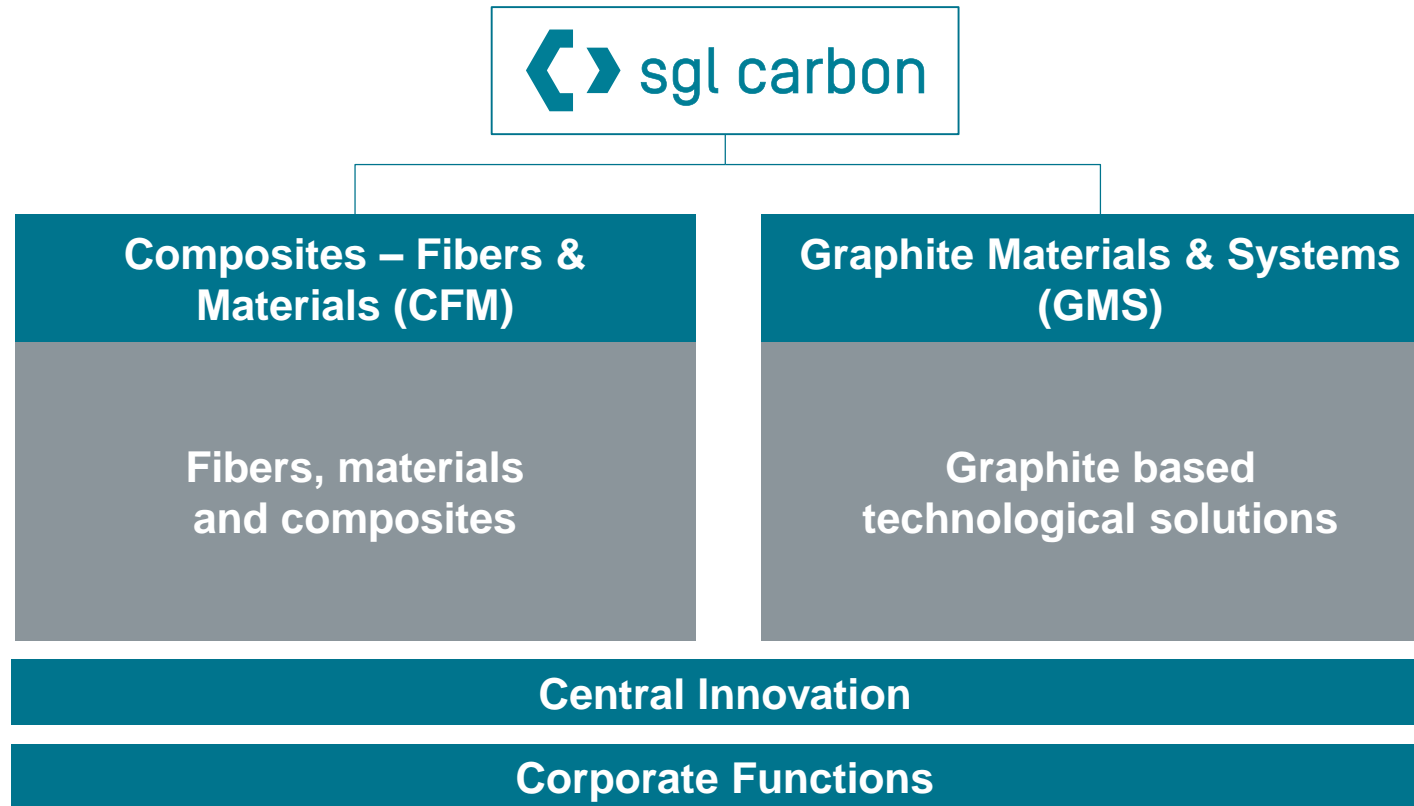 sgl carbon
Composites – Fibers &
Materials (CFM)
Graphite Materials & Systems
(GMS)
Fibers, materials
and composites
Graphite based
technological solutions
Central Innovation
Corporate Functions